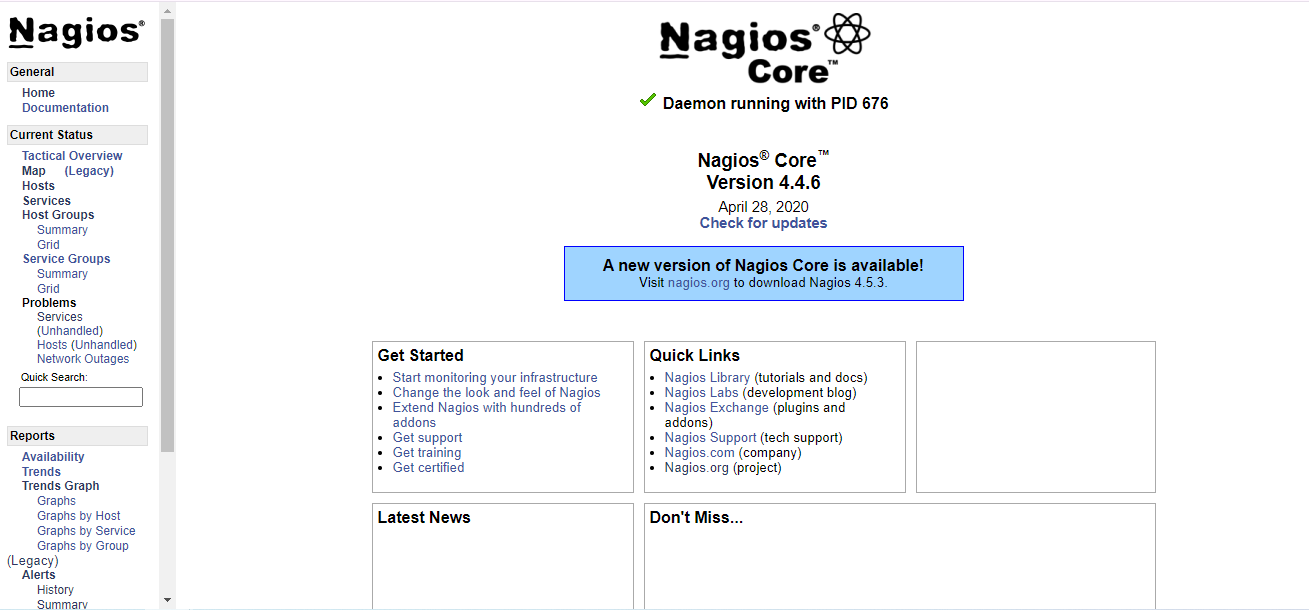 Nagios®
General
Home
Documentation
Current Status
Tactical Overview
Map (Legacy)
Hosts
Services
Host Groups
Summary
Grid
Service Groups
Summary
Grid
Problems
Services
(Unhandled)
Hosts (Unhandled)
Network Outages
Quick Search:
Reports
Availability
Trends
Trends Graph
Graphs
Graphs by Host
Graphs by Service
Graphs by Group
(Legacy)
Alerts
History
Summary
Nagios®
Core™
Daemon running with PID 676
Nagios® Core™
Version 4.4.6
April 28, 2020
Check for updates
A new version of Nagios Core is available!
Visit nagios.org to download Nagios 4.5.3.
Get Started
Start monitoring your infrastructure
Change the look and feel of Nagios
Extend Nagios with hundreds of
addons
Get support
Get training
Get certified
Quick Links
Nagios Library (tutorials and docs)
Nagios Labs (development blog)
Nagios Exchange (plugins and
addons)
Nagios Support (tech support)
Nagios.com (company)
Nagios.org (project)
Latest News
Don't Miss...